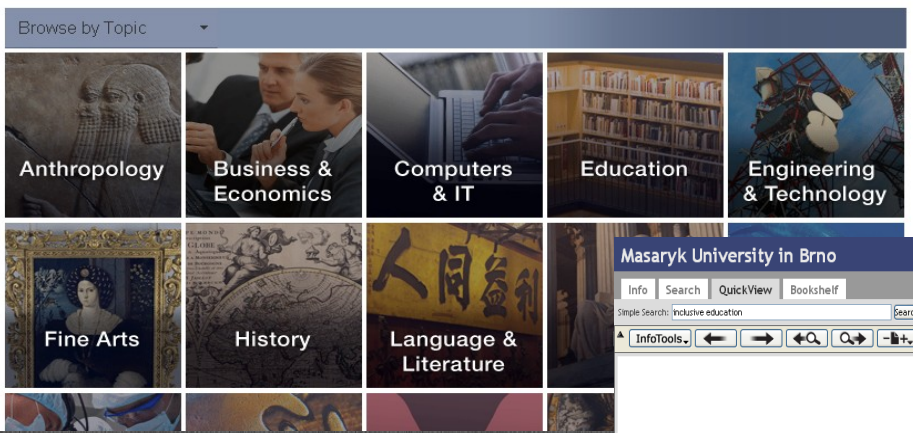 Browse by Topic
Anthropology
Business &
Economics
Computers
& IT
Education
Engineering
& Technology
Fine Arts
History
人同益利
Language &
Literature
Masaryk University in Brno
Info
Search
QuickView
Bookshelf
Simple Search:
inclusive education
InfoTools